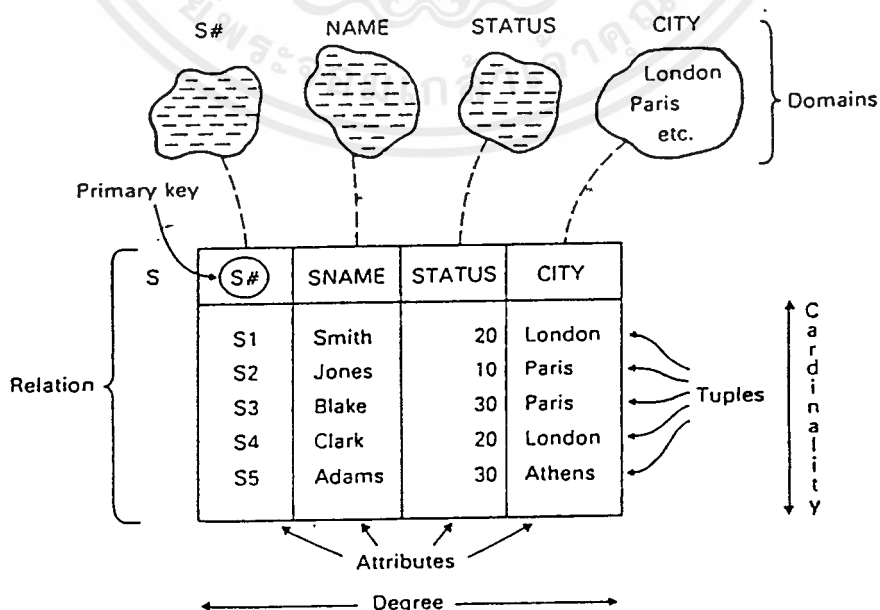 S#
NAME
STATUS
CITY
London
Paris
etc.
Domains
Primary key
S
S#
SNAME
STATUS
CITY
S1 Smith 20 London
S2 Jones 10 Paris
S3 Blake 30 Paris
S4 Clark 20 London
S5 Adams 30 Athens
Relation
Tuples
Cardinality
Attributes
Degree